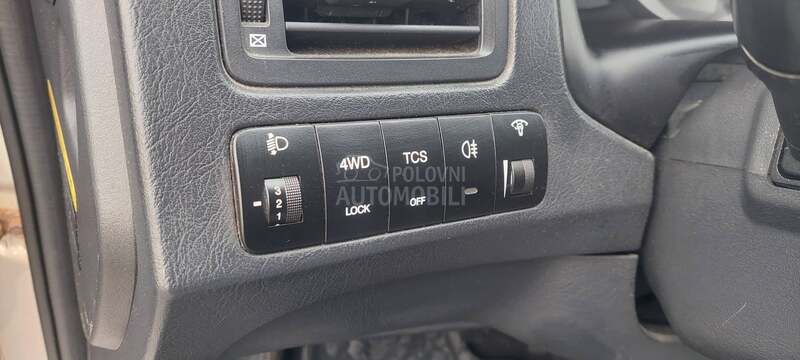 4WD
LOCK
TCS
OFF
3
2
1
POLOVNI
AUTOMOBILI